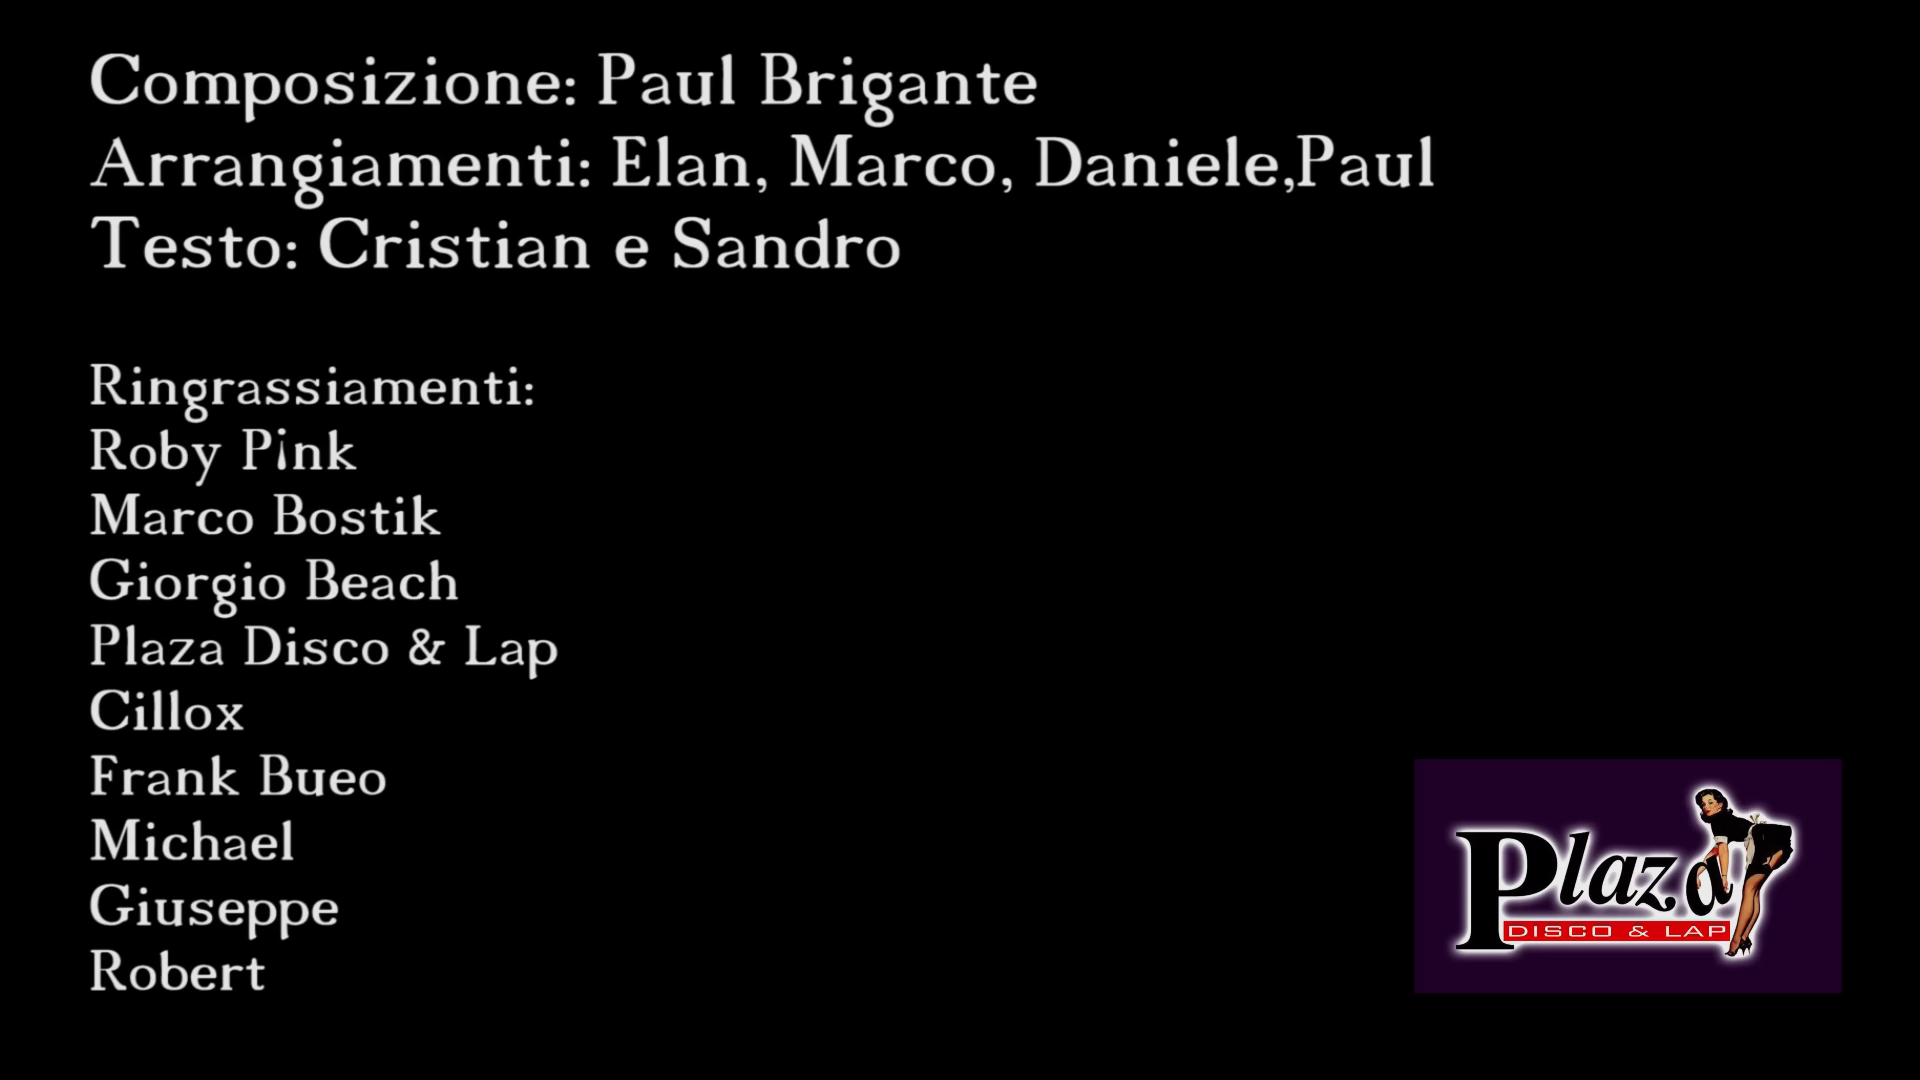 Composizione: Paul Brigante
Arrangiamenti: Elan, Marco, Daniele,Paul
Testo: Cristian e Sandro
Ringrassiamenti:
Roby Pink
Marco Bostik
Giorgio Beach
Plaza Disco & Lap
Cillox
Frank Bueo
Michael
Giuseppe
Robert
Plaza
DISCO & LAP